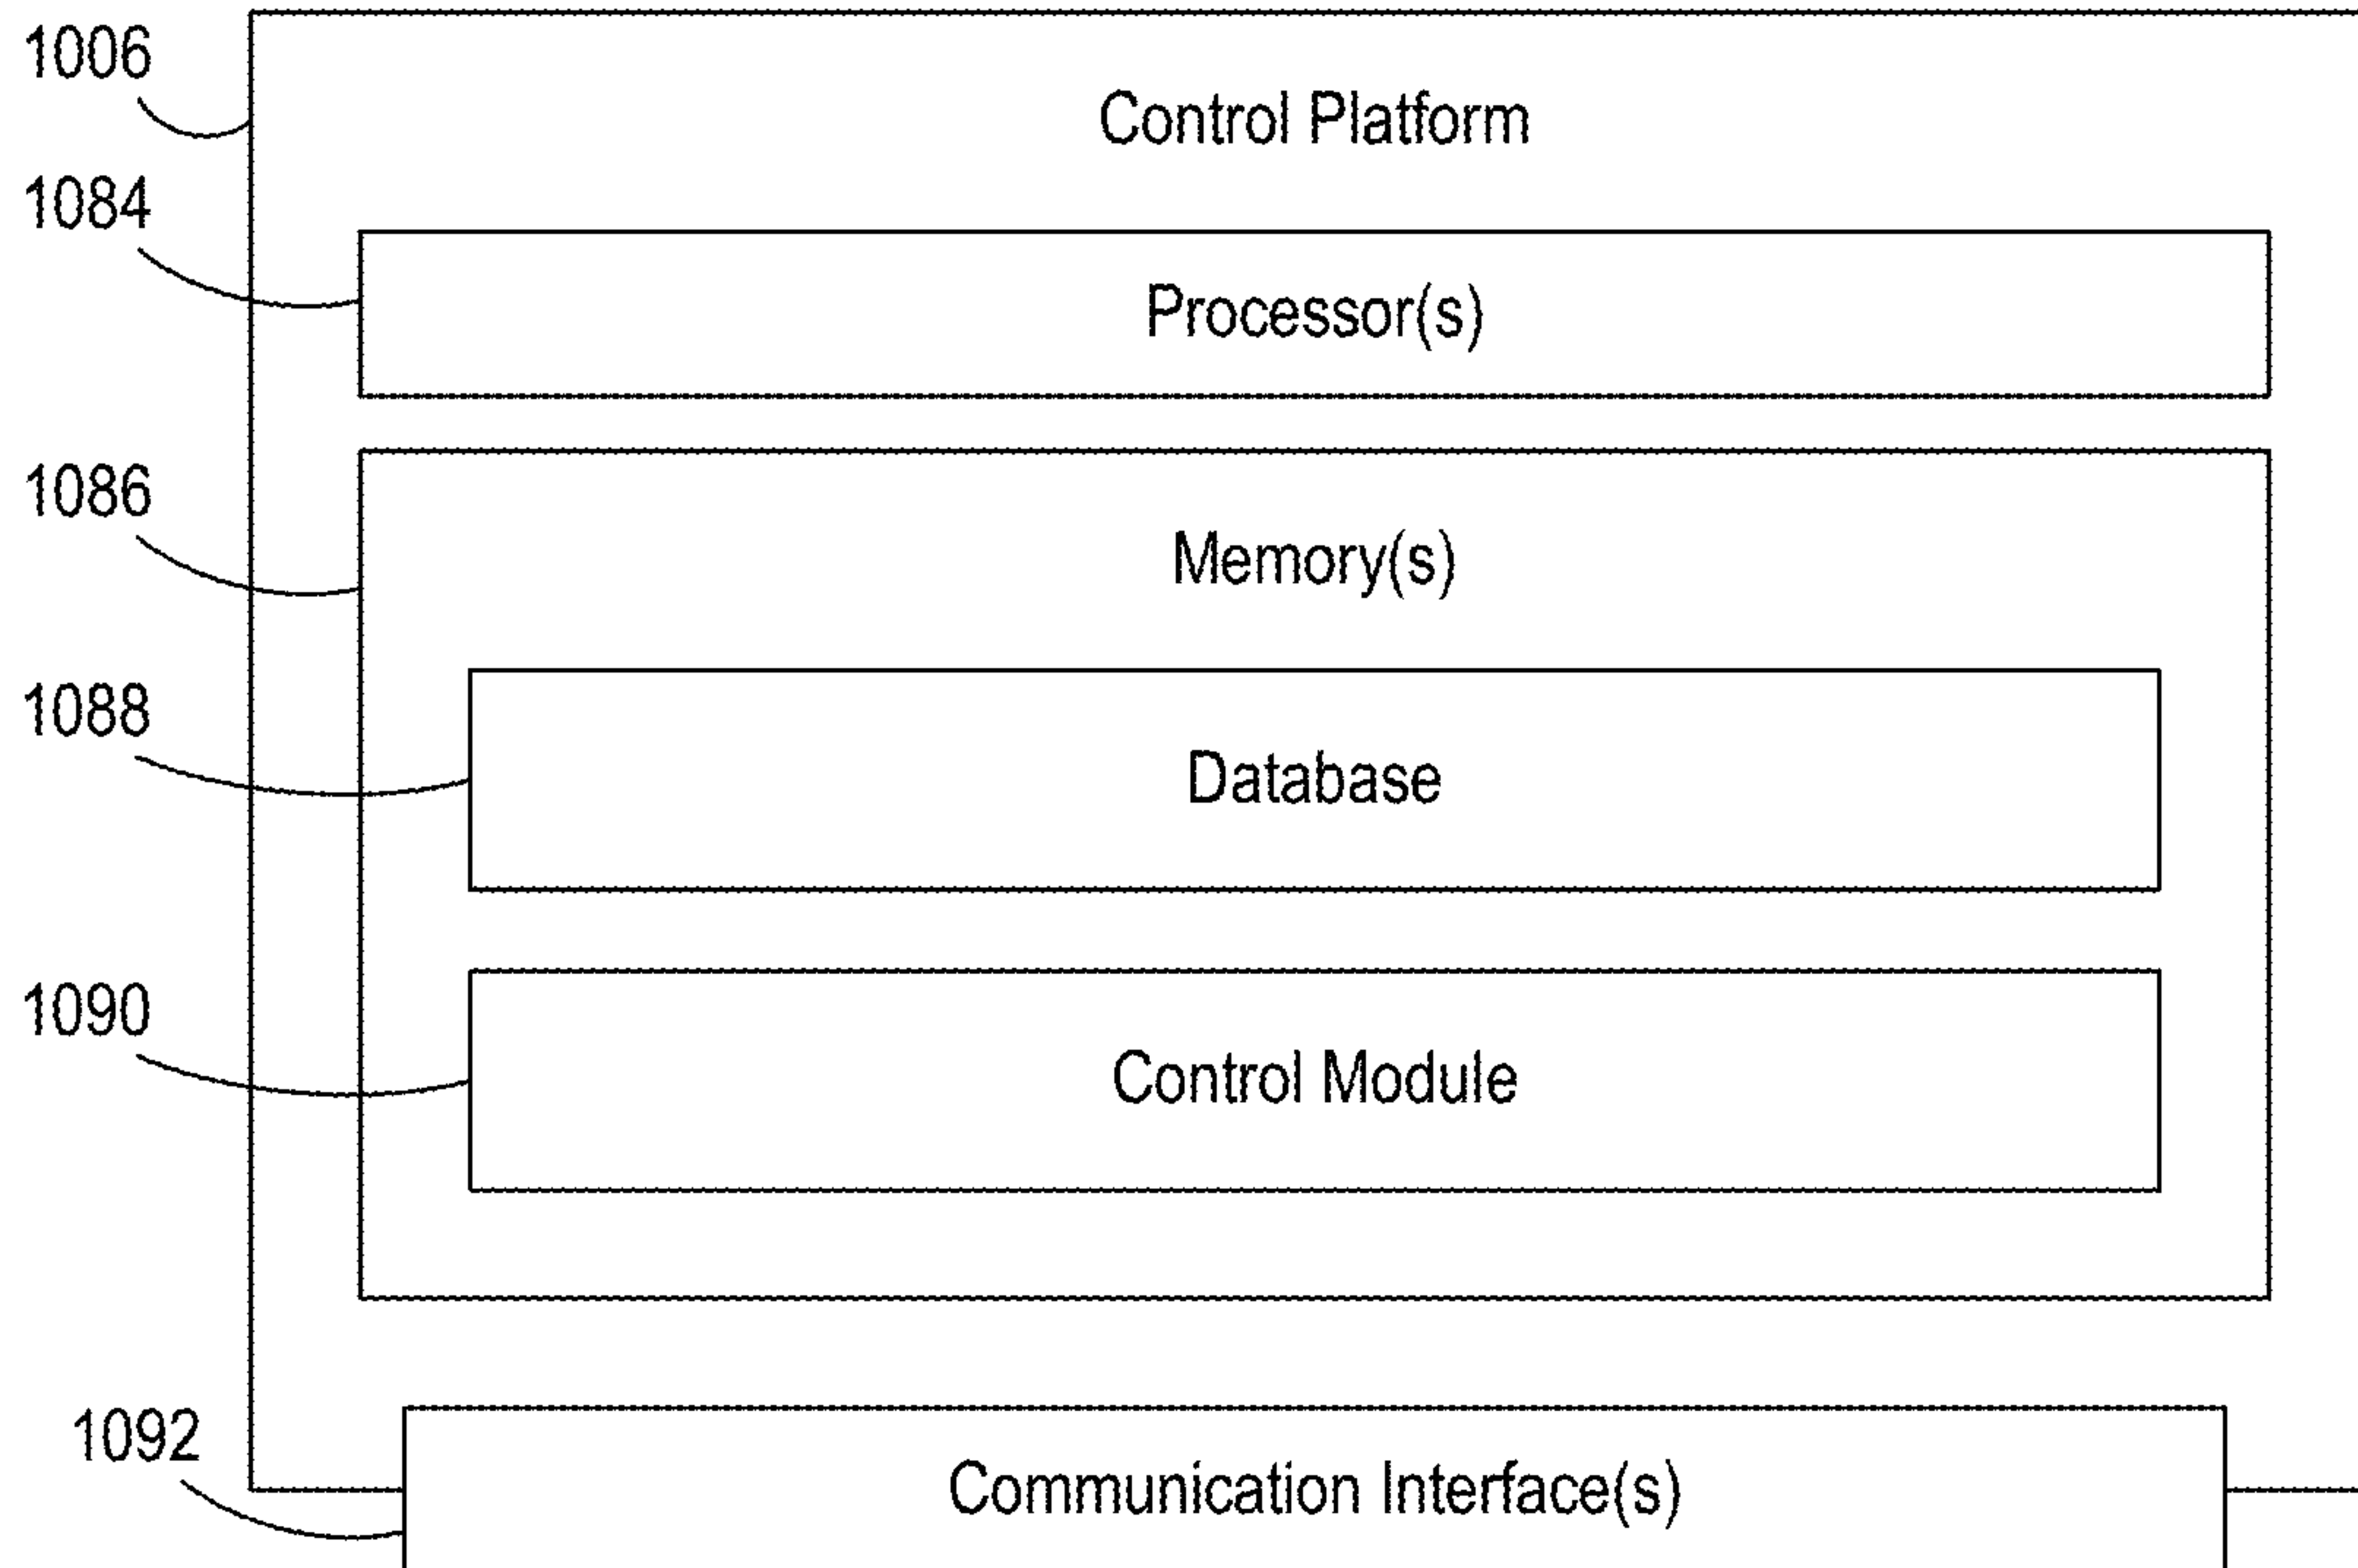 1006
Control Platform
1084
Processor(s)
1086
Memory(s)
1088
Database
1090
Control Module
1092
Communication Interface(s)